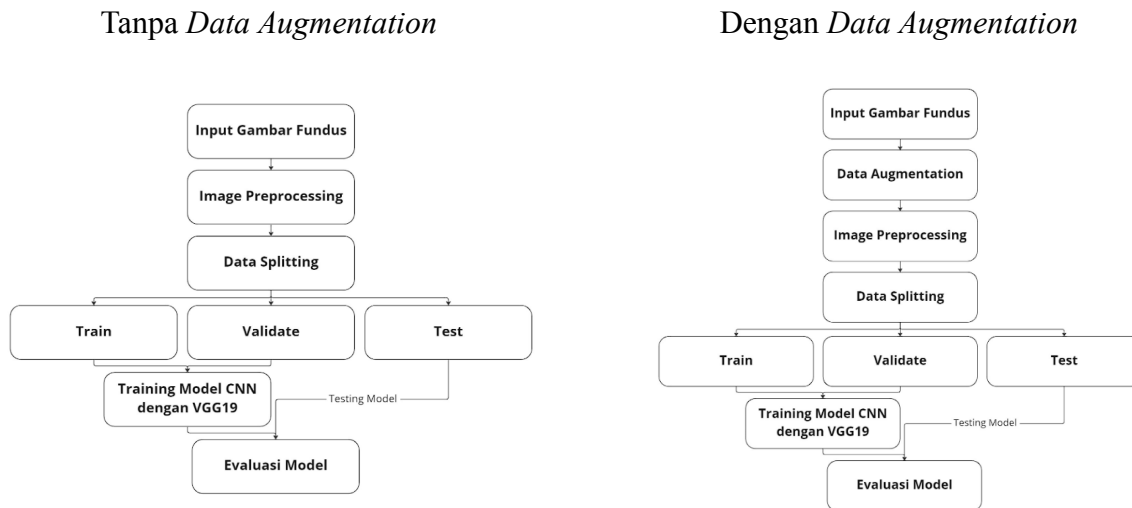 Tanpa Data Augmentation
Input Gambar Fundus
Image Preprocessing
Data Splitting
Train
Validate
Test
Training Model CNN
dengan VGG19
Testing Model
Evaluasi Model
Dengan Data Augmentation
Input Gambar Fundus
Data Augmentation
Image Preprocessing
Data Splitting
Train
Validate
Test
Training Model CNN
dengan VGG19
Testing Model
Evaluasi Model